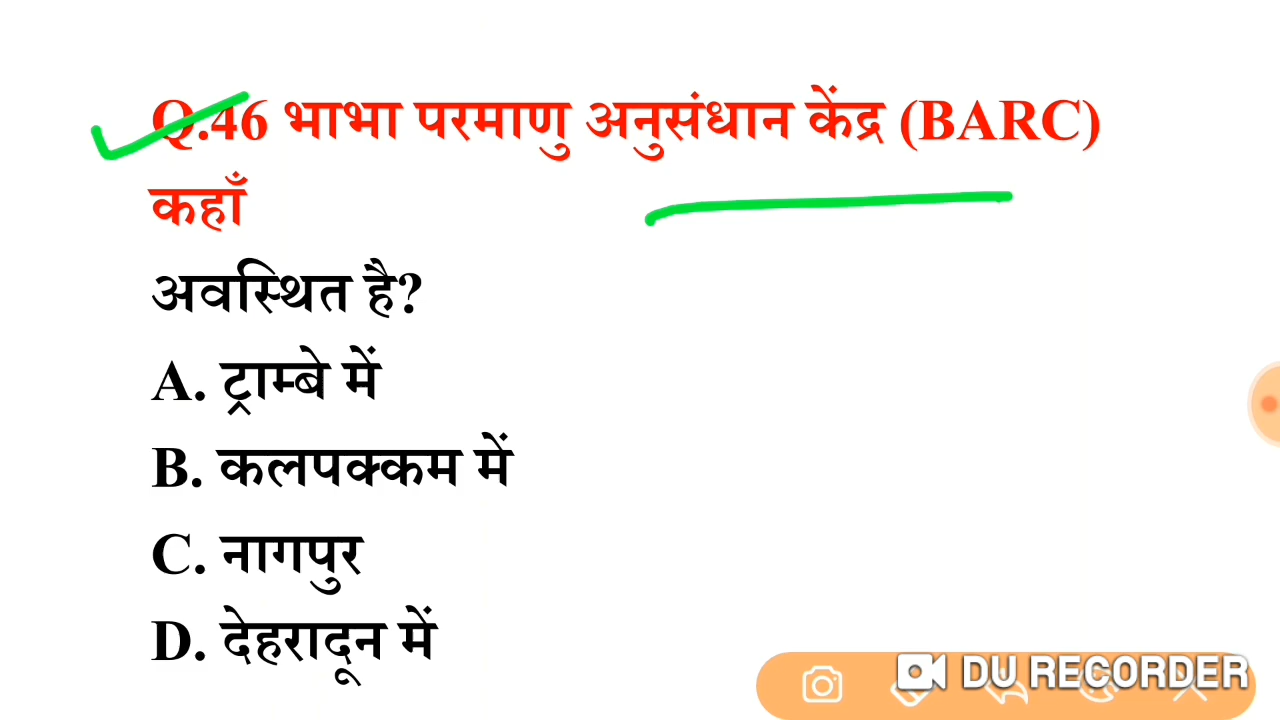 Q.46 भाभा परमाणु अनुसंधान केंद्र (BARC)
कहाँ
अवस्थित है?
A. ट्राम्बे में
B. कलपक्कम में
C. नागपुर
D. देहरादून में
DU RECORDER